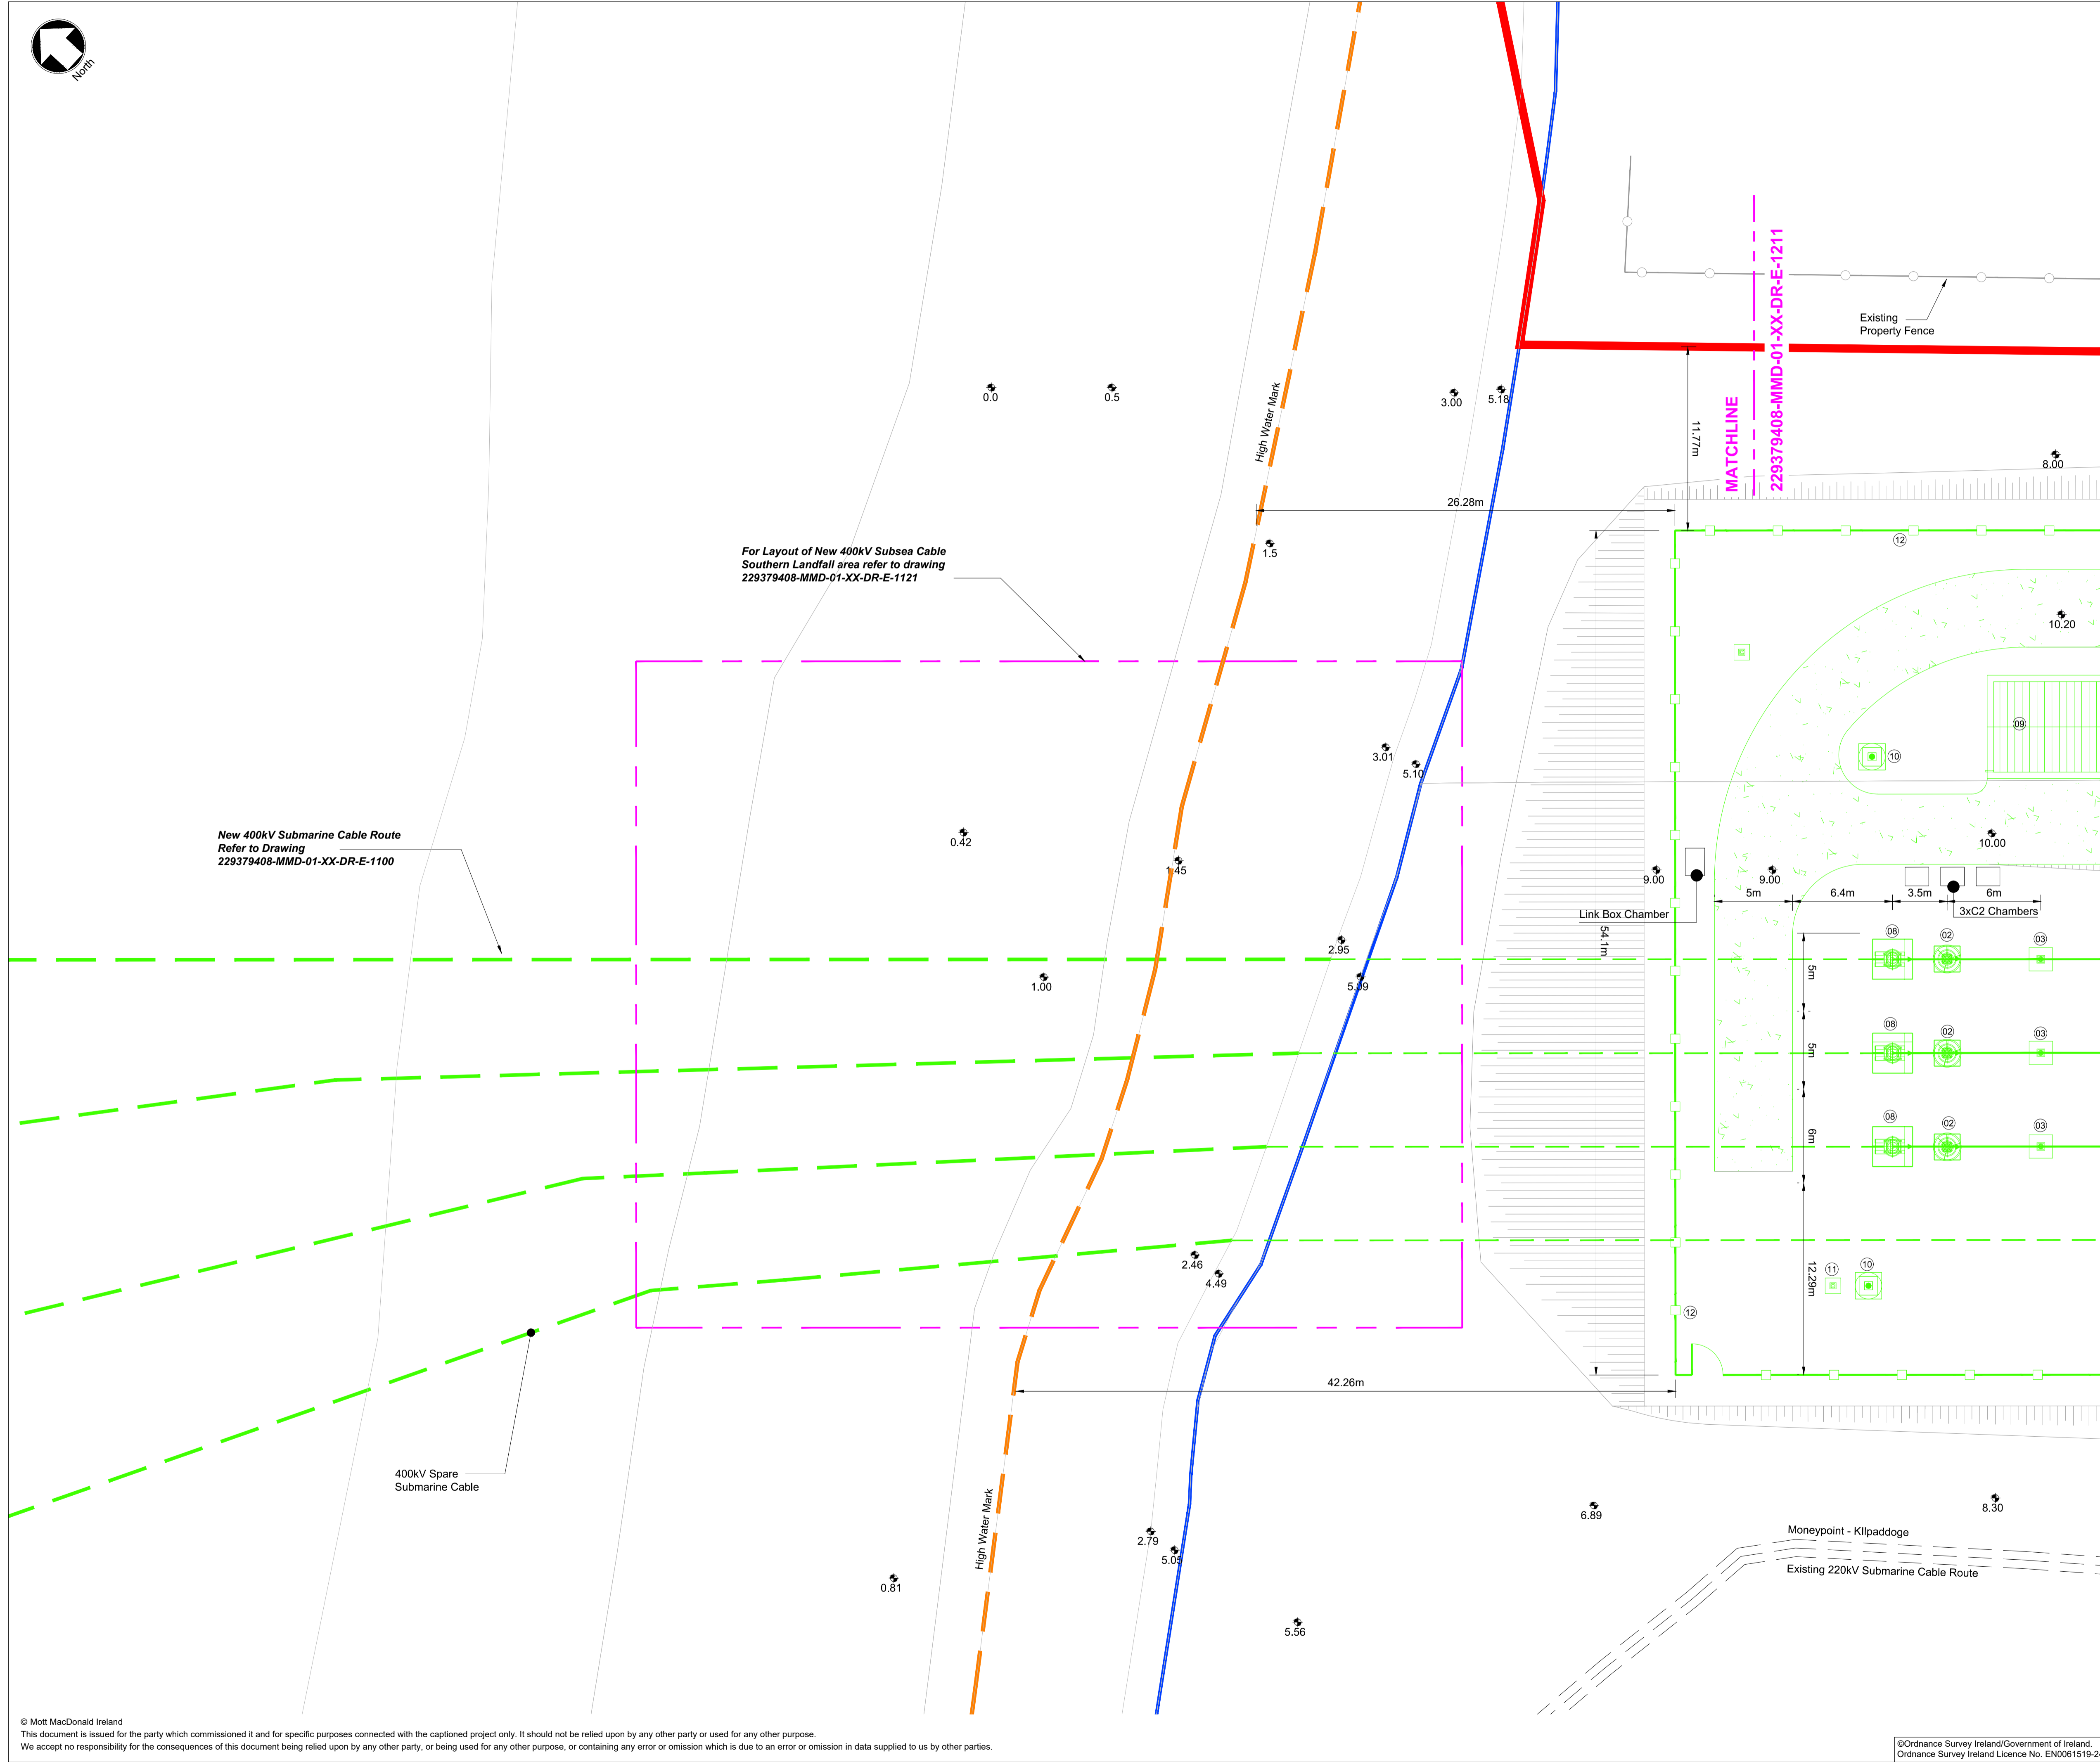 North
High Water Mark
MATCHLINE
229379408-MMD-01-XX-DR-E-1211
Existing
Property Fence
0.0
0.5
3.00
5.18
11.77m
8.00
26.28m
1.5
12
For Layout of New 400kV Subsea Cable
Southern Landfall area refer to drawing
229379408-MMD-01-XX-DR-E-1121
10.20
09
10
3.01
5.10
New 400kV Submarine Cable Route
Refer to Drawing
229379408-MMD-01-XX-DR-E-1100
0.42
1.45
10.00
9.00
9.00
5m
6.4m
3.5m
6m
Link Box Chamber
3xC2 Chambers
54.1m
08
02
03
2.95
5m
1.00
5.09
08
02
03
5m
08
02
03
6m
2.46
4.49
12.29m
11
10
12
42.26m
400kV Spare
Submarine Cable
High Water Mark
6.89
8.30
2.79
5.05
Moneypoint - KIlpaddoge
Existing 220kV Submarine Cable Route
0.81
5.56
© Mott MacDonald Ireland
This document is issued for the party which commissioned it and for specific purposes connected with the captioned project only. It should not be relied upon by any other party or used for any other purpose.
We accept no responsibility for the consequences of this document being relied upon by any other party, or being used for any other purpose, or containing any error or omission which is due to an error or omission in data supplied to us by other parties.
©Ordnance Survey Ireland/Government of Ireland.
Ordnance Survey Ireland Licence No.